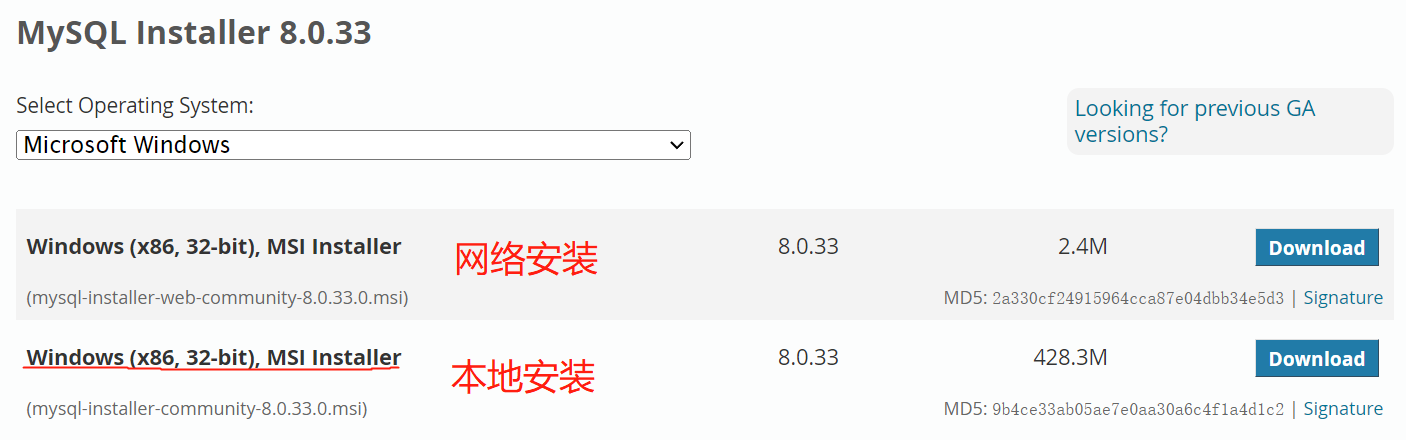 MySQL Installer 8.0.33
Select Operating System:
Looking for previous GA
versions?
Microsoft Windows
Windows (x86, 32-bit), MSI Installer 网络安装 8.0.33 2.4M Download
(mysql-installer-web-community-8.0.33.0.msi) MD5: 2a330cf24915964cca87e04dbb34e5d3 | Signature
Windows (x86, 32-bit), MSI Installer 本地安装 8.0.33 428.3M Download
(mysql-installer-community-8.0.33.0.msi) MD5: 9b4ce33ab05ae7e0aa30a6c4f1a4d1c2 | Signature